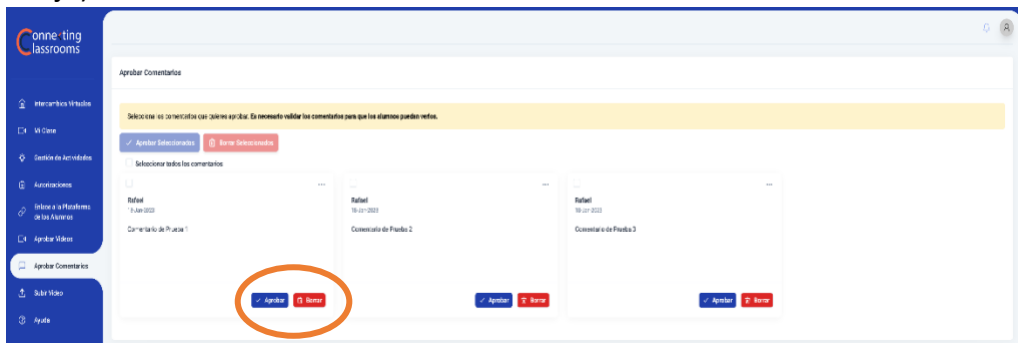 Connecting
Classrooms
A
Aprobar Comentarios
Intercambios Virtuales
Mi Clase
Gestión de Actividades
Autorizaciones
Enlace a la Plataforma
de los Alumnos
Aprobar Videos
Aprobar Comentarios
Subir Video
Ayuda
Selecciona los comentarios que quieres aprobar. Es necesario validar los comentarios para que los alumnos puedan verlos.
Aprobar Seleccionados
Borrar Seleccionados
Seleccionar todos los comentarios
Rafael
Comentario de Prueba 1
Aprobar
Borrar
Rafael
Comentario de Prueba 2
Aprobar
Borrar
Rafael
Comentario de Prueba 3
Aprobar
Borrar